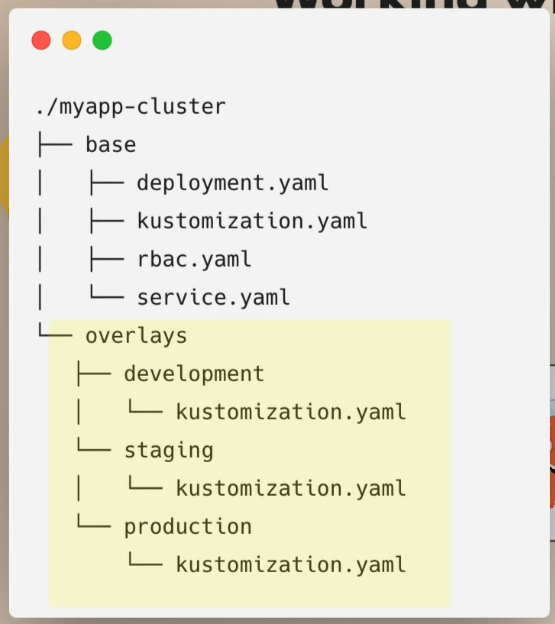 Working w
./myapp-cluster
├── base
│   ├── deployment.yaml
│   ├── kustomization.yaml
│   ├── rbac.yaml
│   └── service.yaml
└── overlays
   ├── development
   │   └── kustomization.yaml
   └── staging
   │   └── kustomization.yaml
   └── production
       └── kustomization.yaml